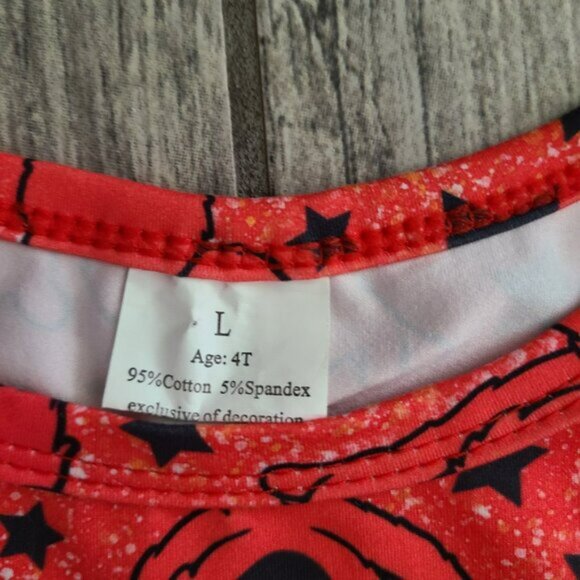 L
Age: 4T
95%Cotton 5%Spandex
exclusive of decoration